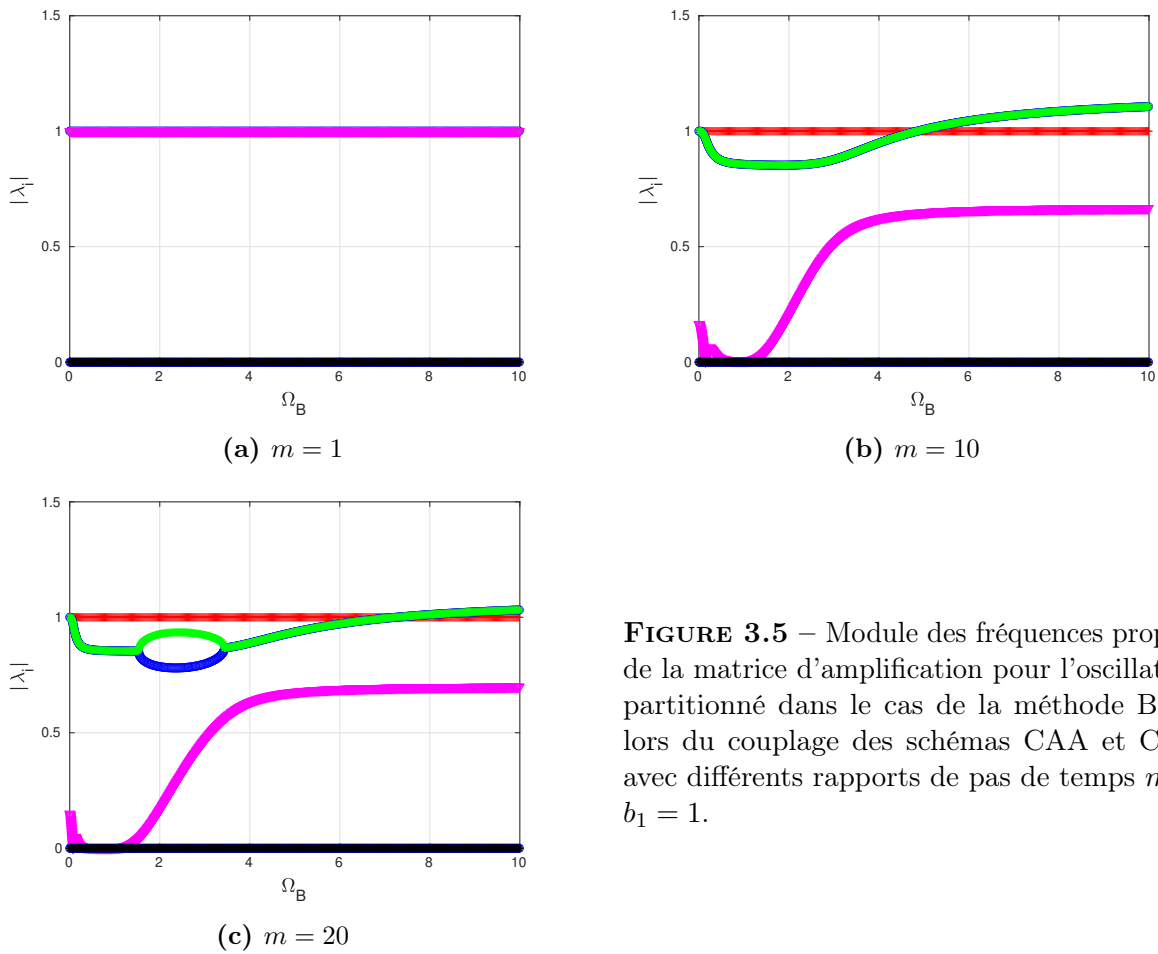 1.5
1
0.5
0
|λi|
0 2 4 6 8 10
ΩB
(a) m = 1
1.5
1
0.5
0
|λi|
0 2 4 6 8 10
ΩB
(b) m = 10
1.5
1
0.5
0
|λi|
0 2 4 6 8 10
ΩB
(c) m = 20
FIGURE 3.5 – Module des fréquences prop
de la matrice d'amplification pour l'oscillat
partitionné dans le cas de la méthode B
lors du couplage des schémas CAA et C
avec différents rapports de pas de temps
b1 = 1.